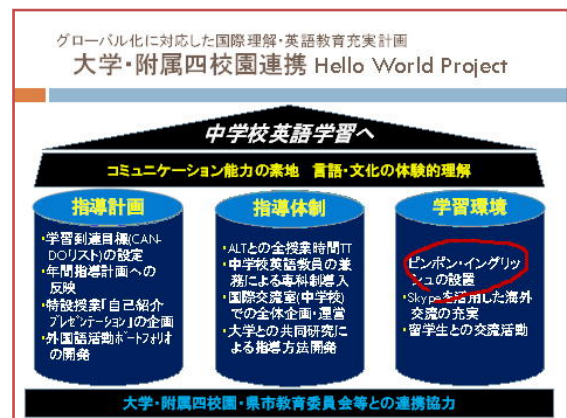 グローバル化に対応した国際理解・英語教育充実計画
大学・附属四校園連携 Hello World Project
中学校英語学習へ
コミュニケーション能力の素地 言語・文化の体験的理解
指導計画
・学習到達目標(CAN-
DOリスト)の設定
・年間指導計画への
反映
・特設授業「自己紹介
プレゼンテーション」の企画
・外国語活動ポートフォリオ
の開発
指導体制
・ALTとの全授業時間TT
・中学校英語教員の兼
務による専科制導入
・国際交流室(中学校)
での全体企画・運営
・大学との共同研究に
よる指導方法開発
学習環境
・ピンポン・イングリッ
シュの設置
・Skypeを活用した海外
交流の充実
・留学生との交流活動
大学・附属四校園・県市教育委員会等との連携協力